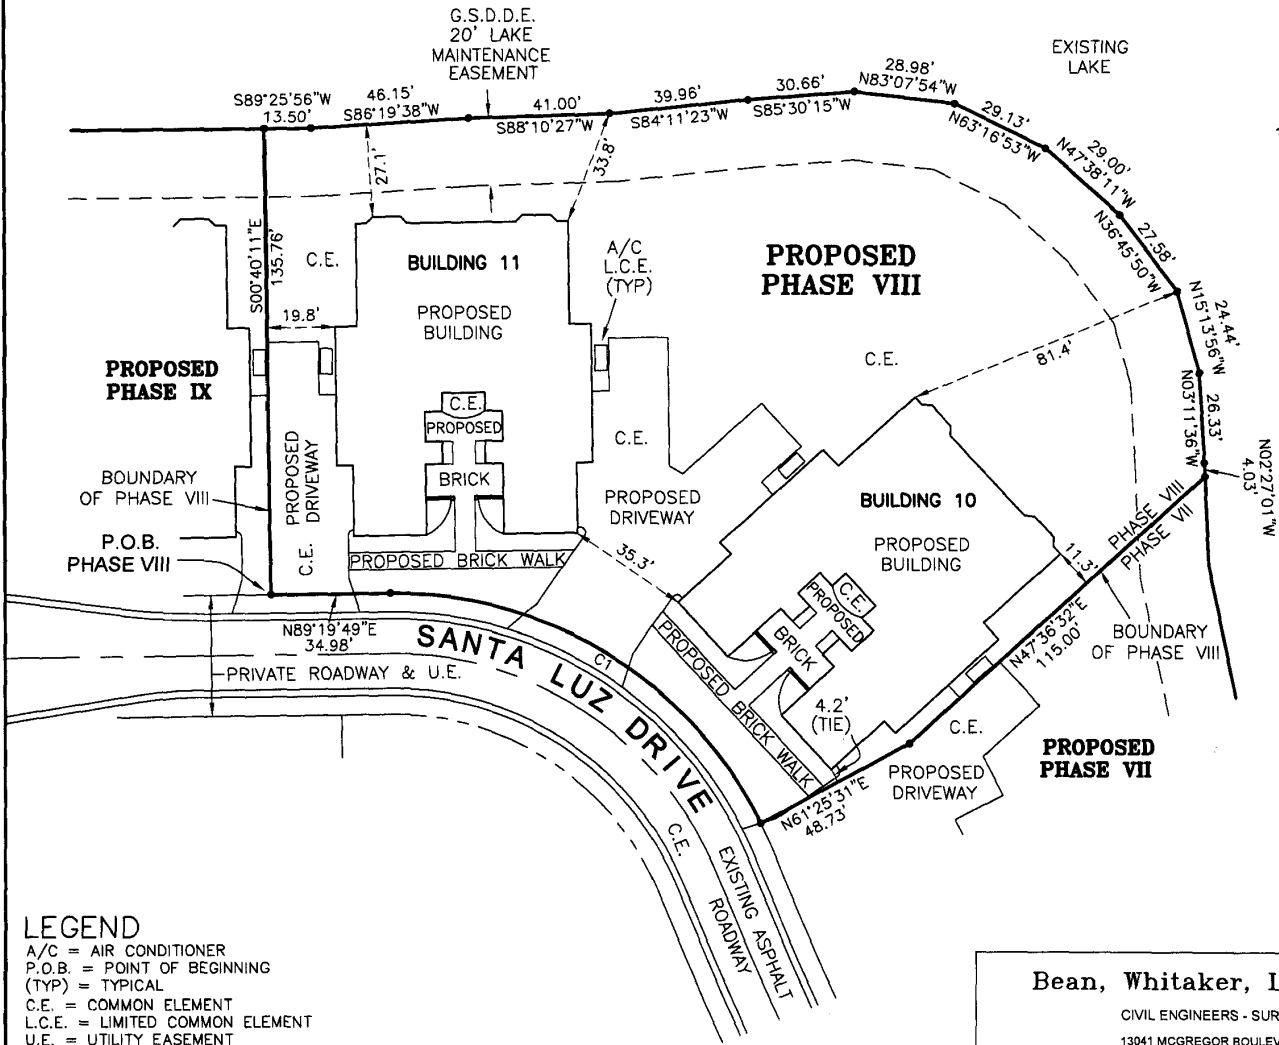 G.S.D.D.E.
20' LAKE
MAINTENANCE
EASEMENT
EXISTING
LAKE
S89°25'56"W
13.50'
46.15'
S86°19'38"W
41.00'
S88°10'27"W
39.96'
S84°11'23"W
30.66'
S85°30'15"W
28.98'
N83°07'54"W
29.13'
N63°16'53"W
29.00'
N47°38'11"W
27.58'
N36°45'50"W
24.44'
N15°13'56"W
26.33'
N03°11'36"W
N02°27'01"W
4.03'
27.1'
33.8'
S00°40'11"E
135.76'
C.E.
BUILDING 11
PROPOSED
BUILDING
A/C
L.C.E.
(TYP)
PROPOSED
PHASE VIII
19.8'
81.4'
C.E.
PROPOSED
PHASE IX
C.E.
PROPOSED
BRICK
C.E.
PROPOSED
DRIVEWAY
C.E.
PROPOSED
DRIVEWAY
BOUNDARY
OF PHASE VIII
P.O.B.
PHASE VIII
PROPOSED BRICK WALK
35.3'
BUILDING 10
PROPOSED
BUILDING
C.E.
PROPOSED
BRICK
11.3'
PHASE VIII
PHASE VII
N47°36'32"E
115.00'
BOUNDARY
OF PHASE VIII
N89°19'49"E
34.98'
PRIVATE ROADWAY & U.E.
SANTA LUZ DRIVE
C1
PROPOSED BRICK WALK
4.2'
(TIE)
C.E.
PROPOSED
DRIVEWAY
PROPOSED
PHASE VII
N61°25'31"E
48.73'
C.E.
EXISTING ASPHALT
ROADWAY
LEGEND
A/C = AIR CONDITIONER
P.O.B. = POINT OF BEGINNING
(TYP) = TYPICAL
C.E. = COMMON ELEMENT
L.C.E. = LIMITED COMMON ELEMENT
U.E. = UTILITY EASEMENT
Bean, Whitaker, L
CIVIL ENGINEERS - SUR
13041 MCGREGOR BOULEV